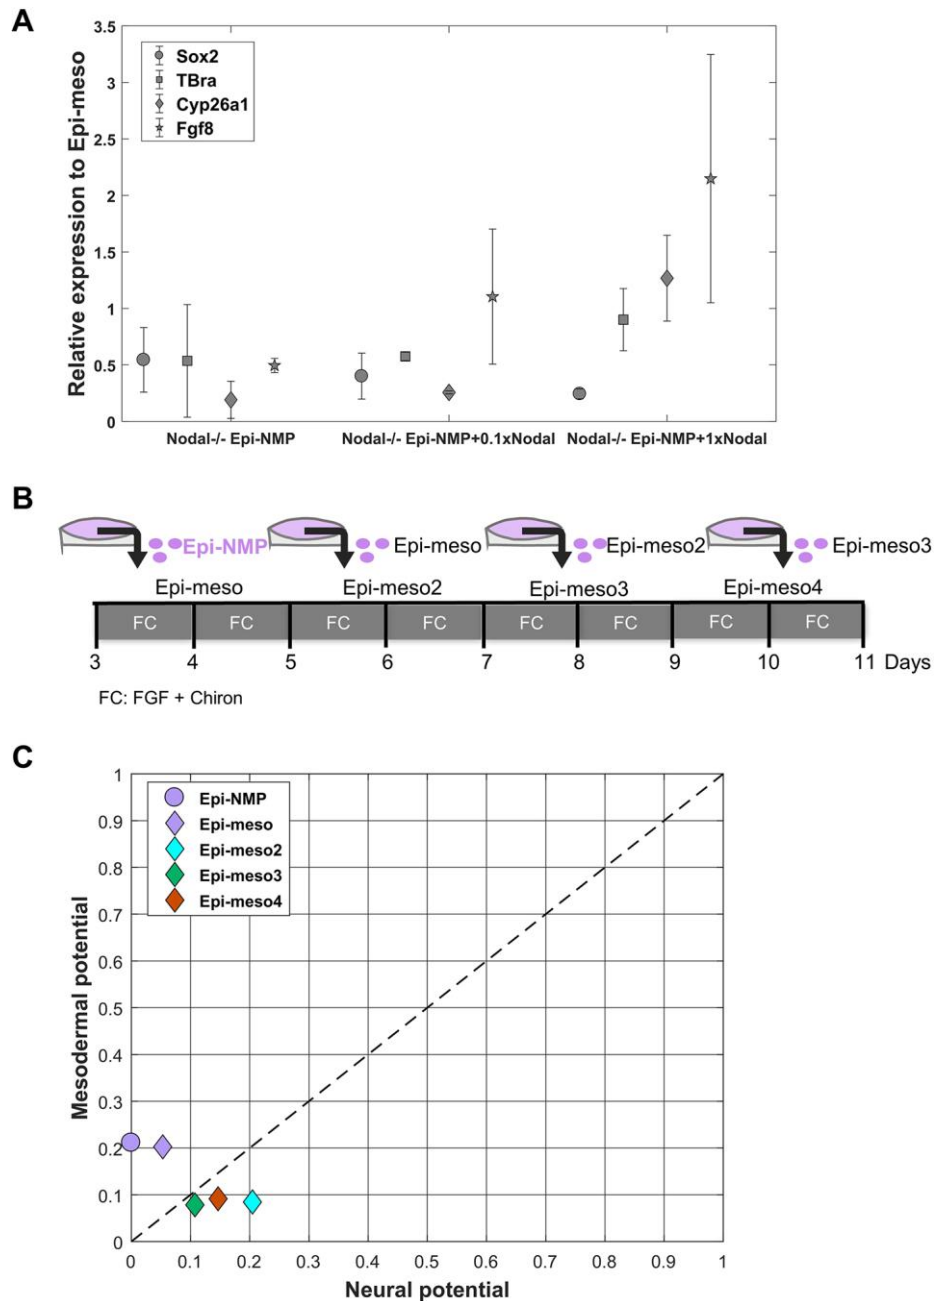 A
Relative expression to Epi-meso
3.5
3
2.5
2
1.5
1
0.5
0
Sox2
TBra
Cyp26a1
Fgf8
Nodal-/- Epi-NMP
Nodal-/- Epi-NMP+0.1xNodal
Nodal-/- Epi-NMP+1xNodal
B
Epi-NMP
Epi-meso
Epi-meso2
Epi-meso3
Epi-meso
Epi-meso2
Epi-meso3
Epi-meso4
FC FC FC FC FC FC FC FC
3 4 5 6 7 8 9 10 11 Days
FC: FGF + Chiron
C
Mesodermal potential
1
0.9
0.8
0.7
0.6
0.5
0.4
0.3
0.2
0.1
0
Epi-NMP
Epi-meso
Epi-meso2
Epi-meso3
Epi-meso4
0 0.1 0.2 0.3 0.4 0.5 0.6 0.7 0.8 0.9 1
Neural potential